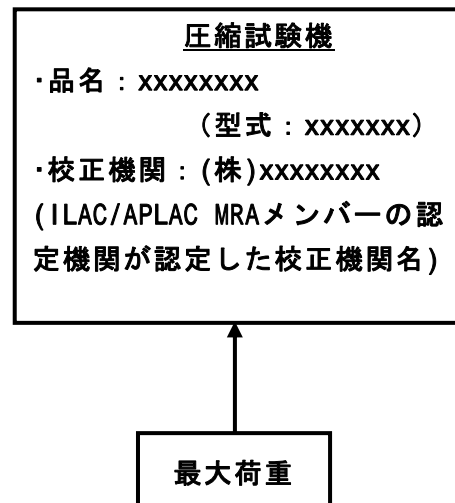 圧縮試験機
･品名：xxxxxxxx
（型式：xxxxxxx）
･校正機関：(株)xxxxxxxx
(ILAC/APLAC MRAメンバーの認
定機関が認定した校正機関名)
最大荷重